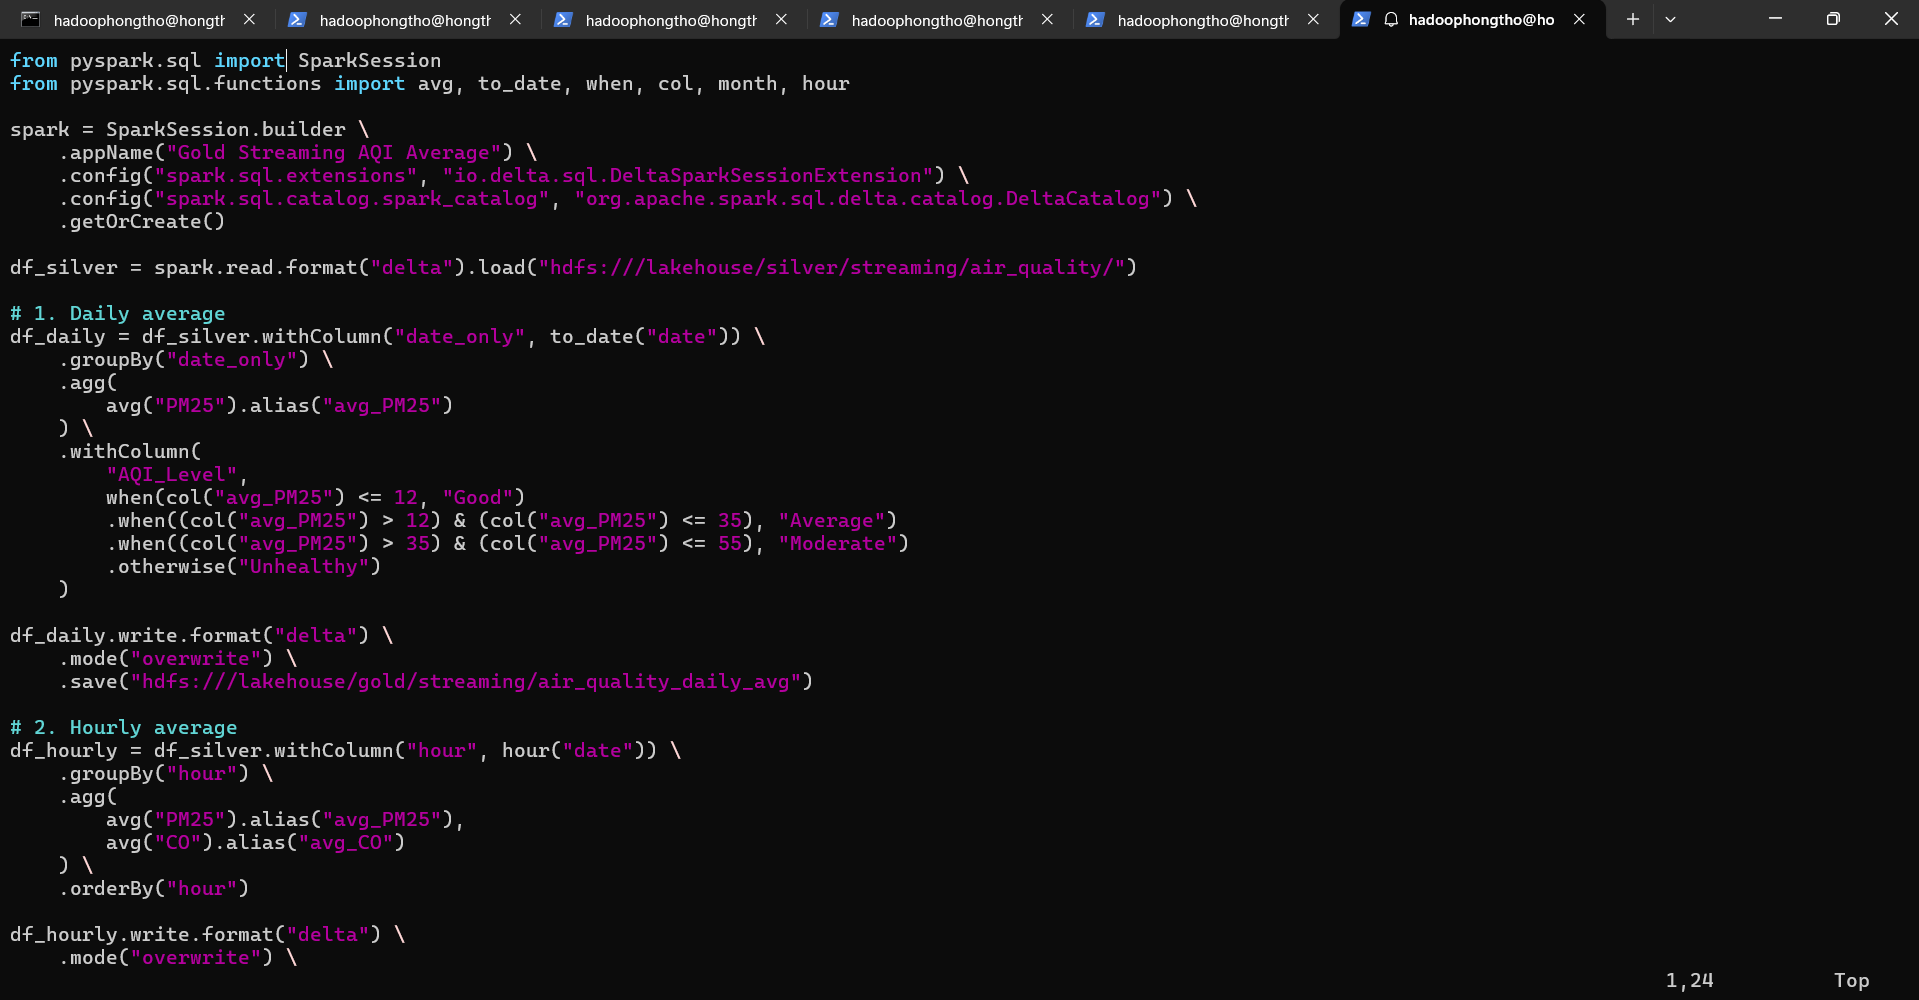 hadoophongtho@hongth
hadoophongtho@hongth
hadoophongtho@hongth
hadoophongtho@hongth
hadoophongtho@hongth
hadoophongtho@ho
from pyspark.sql import SparkSession
from pyspark.sql.functions import avg, to_date, when, col, month, hour

spark = SparkSession.builder \
    .appName("Gold Streaming AQI Average") \
    .config("spark.sql.extensions", "io.delta.sql.DeltaSparkSessionExtension") \
    .config("spark.sql.catalog.spark_catalog", "org.apache.spark.sql.delta.catalog.DeltaCatalog") \
    .getOrCreate()

df_silver = spark.read.format("delta").load("hdfs:///lakehouse/silver/streaming/air_quality/")

# 1. Daily average
df_daily = df_silver.withColumn("date_only", to_date("date")) \
    .groupBy("date_only") \
    .agg(
        avg("PM25").alias("avg_PM25")
    ) \
    .withColumn(
        "AQI_Level",
        when(col("avg_PM25") <= 12, "Good")
        .when((col("avg_PM25") > 12) & (col("avg_PM25") <= 35), "Average")
        .when((col("avg_PM25") > 35) & (col("avg_PM25") <= 55), "Moderate")
        .otherwise("Unhealthy")
    )

df_daily.write.format("delta") \
    .mode("overwrite") \
    .save("hdfs:///lakehouse/gold/streaming/air_quality_daily_avg")

# 2. Hourly average
df_hourly = df_silver.withColumn("hour", hour("date")) \
    .groupBy("hour") \
    .agg(
        avg("PM25").alias("avg_PM25"),
        avg("CO").alias("avg_CO")
    ) \
    .orderBy("hour")

df_hourly.write.format("delta") \
    .mode("overwrite") \
1,24 Top